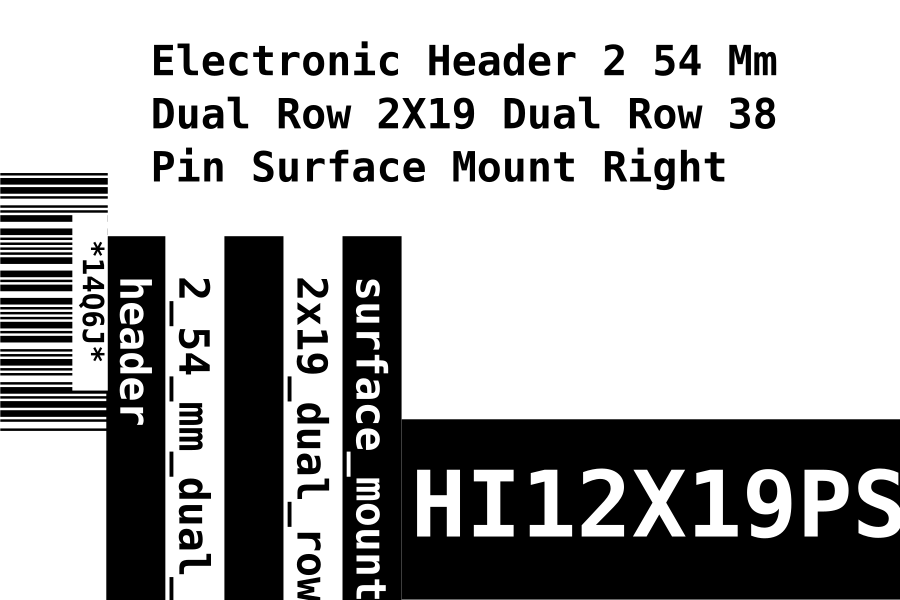 Electronic Header 2 54 Mm
Dual Row 2X19 Dual Row 38
Pin Surface Mount Right
*14Q6J*
header
2_54_mm_dual_
2x19_dual_row
surface_mount
HI12X19PS